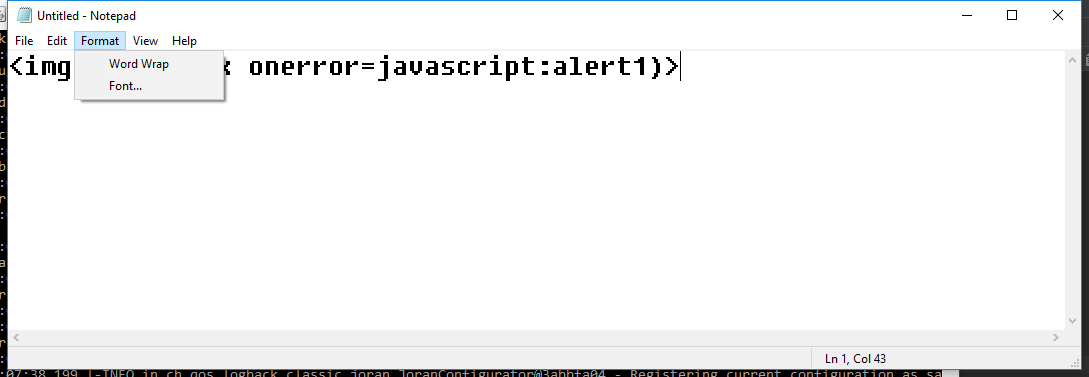 Untitled - Notepad
File Edit Format View Help
Word Wrap
Font...
<img x onerror=javascript:alert1)>
Ln 1, Col 43
:07:38,199 |-INFO in ch.qos.logback.classic.joran.JoranConfigurator@3abbfa04 - Registering current configuration as sa